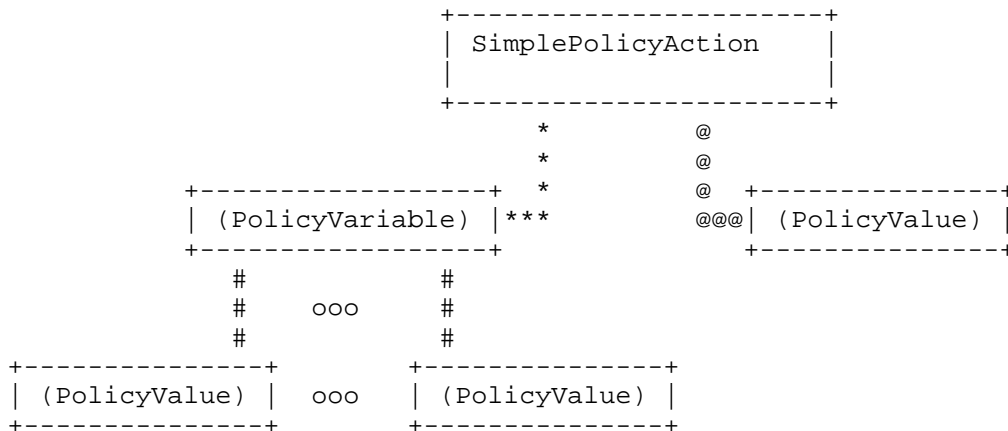 +-----------------------+
| SimplePolicyAction    |
|                       |
+-----------------------+
* @
* @
+------------------+ * @ +---------------+
| (PolicyVariable) |*** @@@| (PolicyValue) |
+------------------+ +---------------+
# #
# ooo #
# #
+---------------+ +---------------+
| (PolicyValue) | ooo | (PolicyValue) |
+---------------+ +---------------+